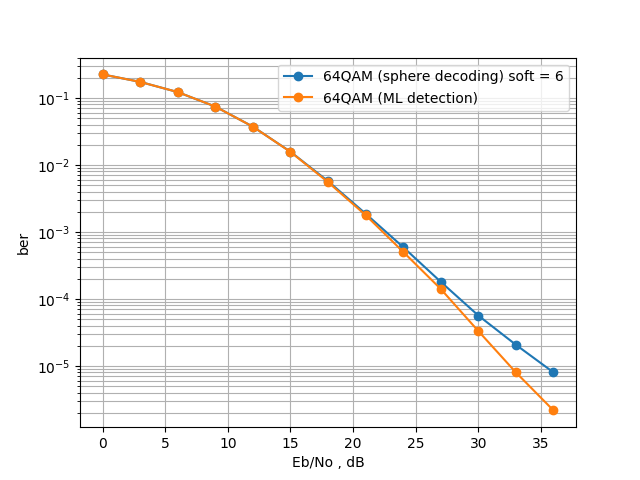 64QAM (sphere decoding) soft = 6
64QAM (ML detection)
10⁻¹
10⁻²
10⁻³
10⁻⁴
10⁻⁵
ber
0 5 10 15 20 25 30 35
Eb/No , dB